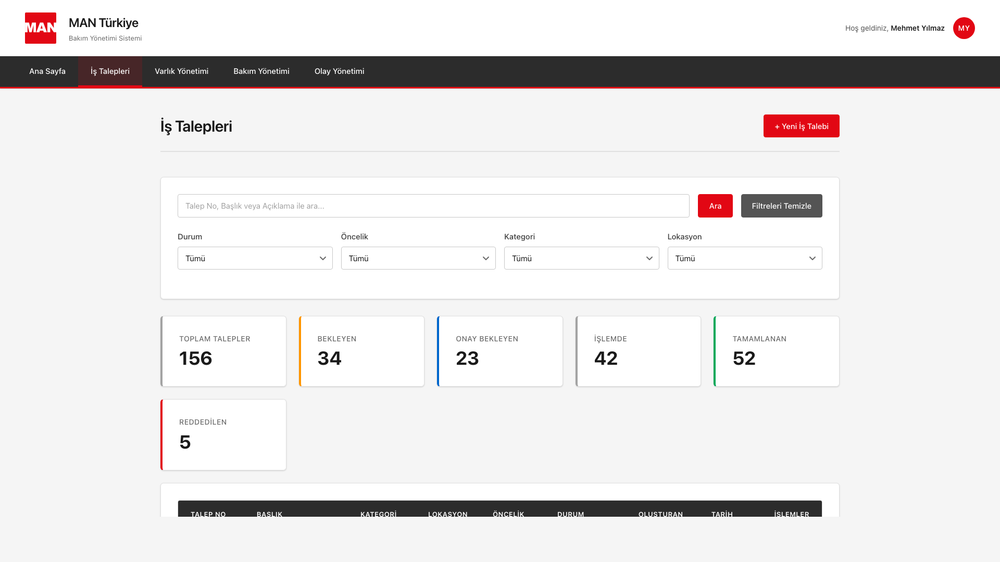 MAN
MAN Türkiye
Bakım Yönetimi Sistemi
Hoş geldiniz, Mehmet Yılmaz
MY
Ana Sayfa
İş Talepleri
Varlık Yönetimi
Bakım Yönetimi
Olay Yönetimi
İş Talepleri
+ Yeni İş Talebi
Talep No, Başlık veya Açıklama ile ara...
Ara
Filtreleri Temizle
Durum
Öncelik
Kategori
Lokasyon
Tümü
Tümü
Tümü
Tümü
TOPLAM TALEPLER
156
BEKLEYEN
34
ONAY BEKLEYEN
23
İŞLEMDE
42
TAMAMLANAN
52
REDDEDİLEN
5
TALEP NO
BAŞLIK
KATEGORİ
LOKASYON
ÖNCELİK
DURUM
OLUŞTURAN
TARİH
İŞLEMLER